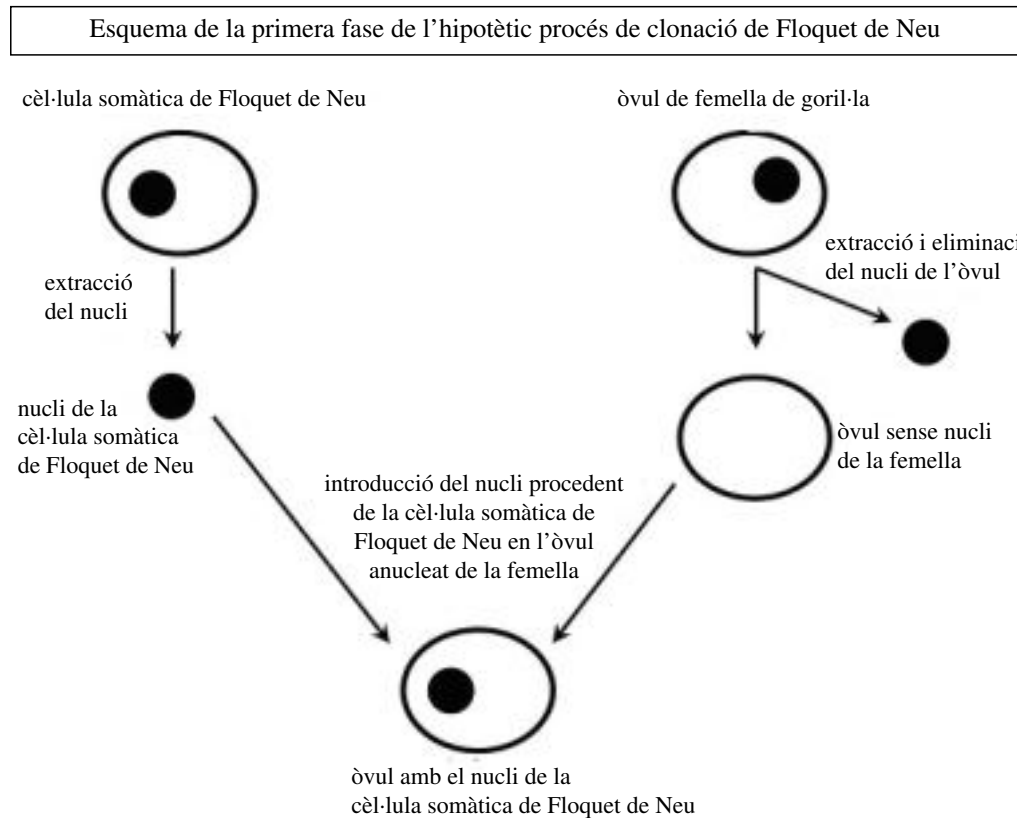 Esquema de la primera fase de l’hipotètic procés de clonació de Floquet de Neu
cèl·lula somàtica de Floquet de Neu
òvul de femella de goril·la
extracció
del nucli
extracció i eliminaci
del nucli de l’òvul
nucli de la
cèl·lula somàtica
de Floquet de Neu
òvul sense nucli
de la femella
introducció del nucli procedent
de la cèl·lula somàtica de
Floquet de Neu en l’òvul
anucleat de la femella
òvul amb el nucli de la
cèl·lula somàtica de Floquet de Neu